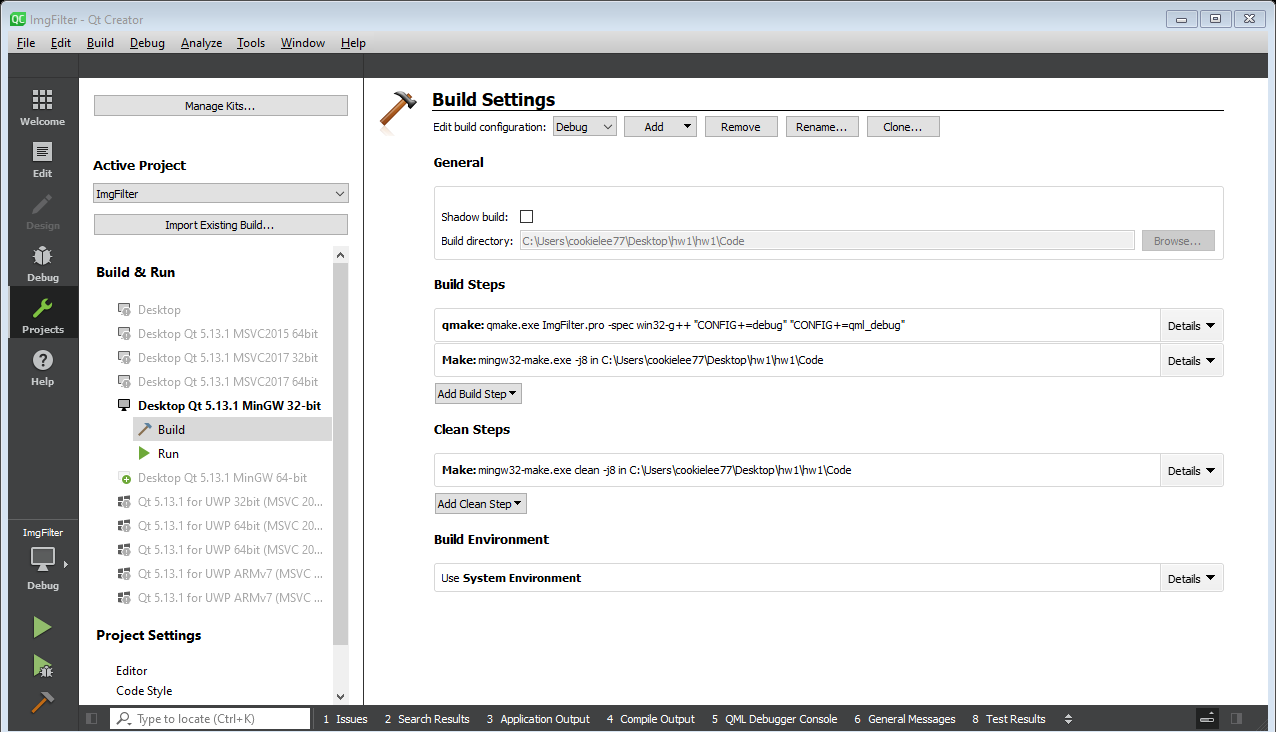 ImgFilter - Qt Creator
File Edit Build Debug Analyze Tools Window Help
Welcome
Edit
Design
Debug
Projects
Help
ImgFilter
Debug
Manage Kits...
Active Project
ImgFilter
Import Existing Build...
Build & Run
Desktop
Desktop Qt 5.13.1 MSVC2015 64bit
Desktop Qt 5.13.1 MSVC2017 32bit
Desktop Qt 5.13.1 MSVC2017 64bit
Desktop Qt 5.13.1 MinGW 32-bit
Build
Run
Desktop Qt 5.13.1 MinGW 64-bit
Qt 5.13.1 for UWP 32bit (MSVC 20...
Qt 5.13.1 for UWP 64bit (MSVC 20...
Qt 5.13.1 for UWP 64bit (MSVC 20...
Qt 5.13.1 for UWP ARMv7 (MSVC ...
Qt 5.13.1 for UWP ARMv7 (MSVC ...
Project Settings
Editor
Code Style
Build Settings
Edit build configuration: Debug Add Remove Rename... Clone...
General
Shadow build:
Build directory: C:\Users\cookielee77\Desktop\hw1\hw1\Code Browse...
Build Steps
qmake: qmake.exe ImgFilter.pro -spec win32-g++ "CONFIG+=debug" "CONFIG+=qml_debug" Details
Make: mingw32-make.exe -j8 in C:\Users\cookielee77\Desktop\hw1\hw1\Code Details
Add Build Step
Clean Steps
Make: mingw32-make.exe clean -j8 in C:\Users\cookielee77\Desktop\hw1\hw1\Code Details
Add Clean Step
Build Environment
Use System Environment Details
Type to locate (Ctrl+K) 1 Issues 2 Search Results 3 Application Output 4 Compile Output 5 QML Debugger Console 6 General Messages 8 Test Results